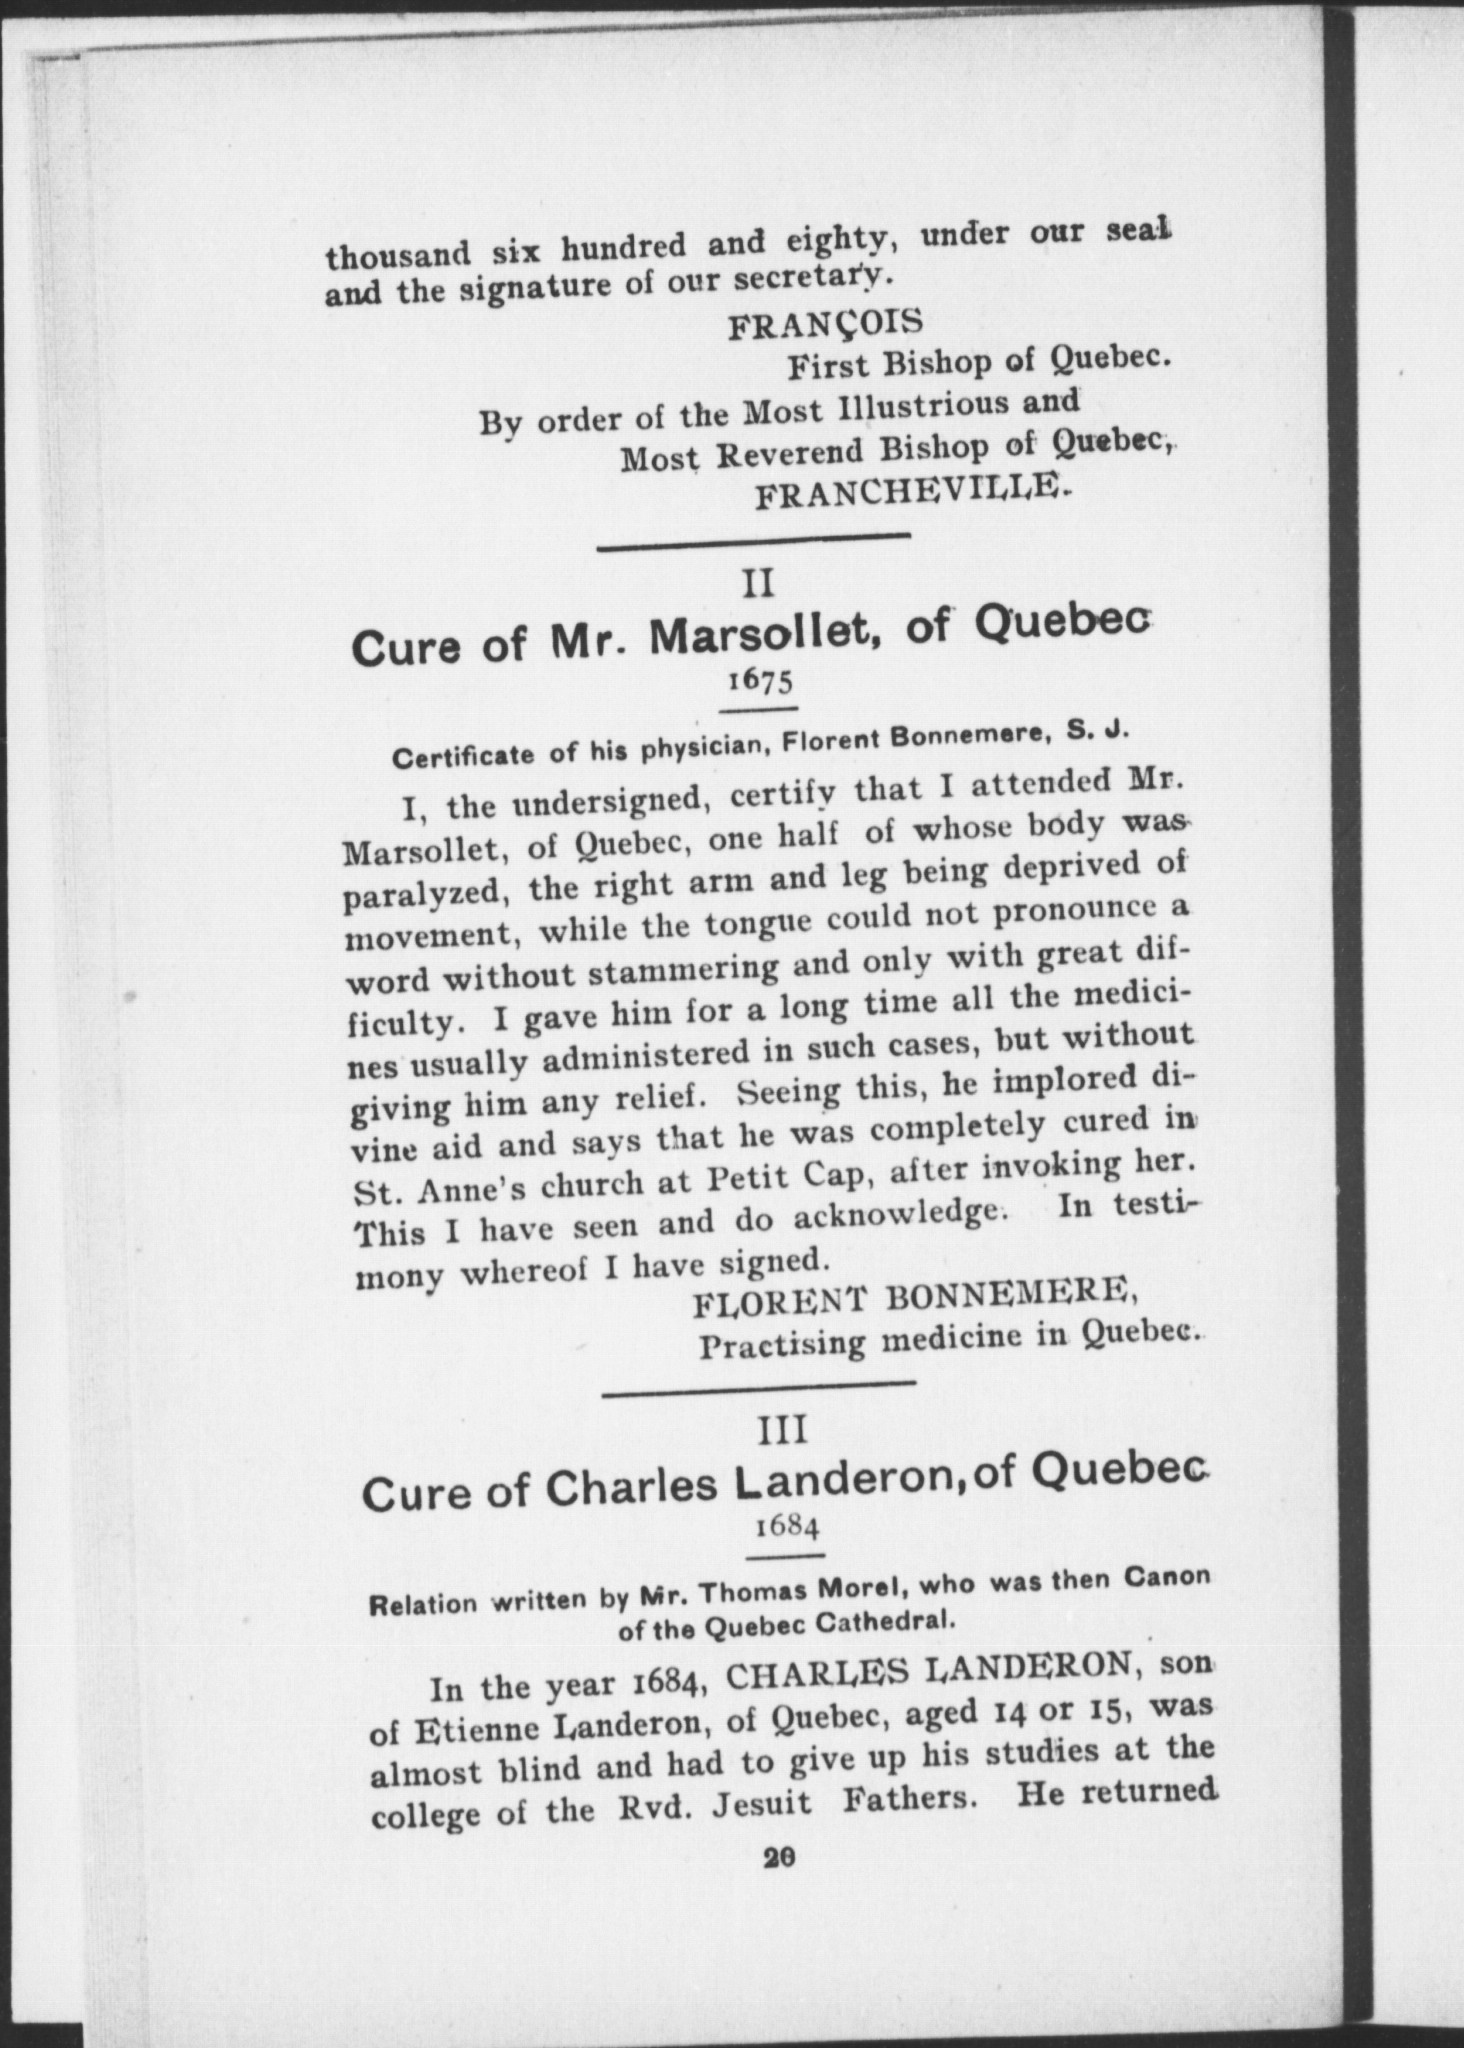 thousand six hundred and eighty, under our seal
and the signature of our secretary.
FRANÇOIS
First Bishop of Quebec.
By order of the Most Illustrious and
Most Reverend Bishop of Quebec,
FRANCHEVILLE.
II
Cure of Mr. Marsollet, of Quebec
1675
Certificate of his physician, Florent Bonnemere, S. J.
I, the undersigned, certify that I attended Mr.
Marsollet, of Quebec, one half of whose body was
paralyzed, the right arm and leg being deprived of
movement, while the tongue could not pronounce a
word without stammering and only with great dif-
ficulty. I gave him for a long time all the medici-
nes usually administered in such cases, but without
giving him any relief. Seeing this, he implored di-
vine aid and says that he was completely cured in
St. Anne's church at Petit Cap, after invoking her.
This I have seen and do acknowledge. In testi-
mony whereof I have signed.
FLORENT BONNEMERE,
Practising medicine in Quebec.
III
Cure of Charles Landeron, of Quebec
1684
Relation written by Mr. Thomas Morel, who was then Canon
of the Quebec Cathedral.
In the year 1684, CHARLES LANDERON, son
of Etienne Landeron, of Quebec, aged 14 or 15, was
almost blind and had to give up his studies at the
college of the Rvd. Jesuit Fathers. He returned
20